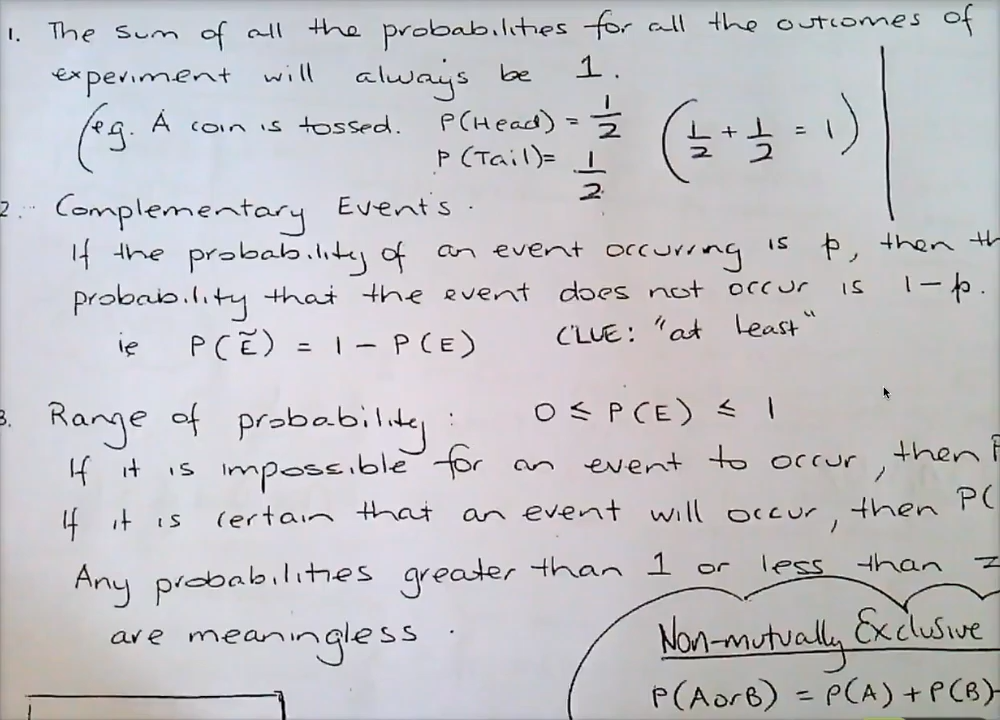 1. The sum of all the probabilities for all the outcomes of
experiment will always be 1.
(eg. A coin is tossed. P(Head) = 1/2 (1/2 + 1/2 = 1)
P(Tail) = 1/2
2. Complementary Events.
If the probability of an event occurring is p, then th
probability that the event does not occur is 1-p.
ie P(Ẽ) = 1 - P(E) CLUE: "at least"
3. Range of probability: 0 ≤ P(E) ≤ 1
If it is impossible for an event to occur, then P
If it is certain that an event will occur, then P(
Any probabilities greater than 1 or less than z
are meaningless.
Non-mutually Exclusive
P(A or B) = P(A) + P(B)-